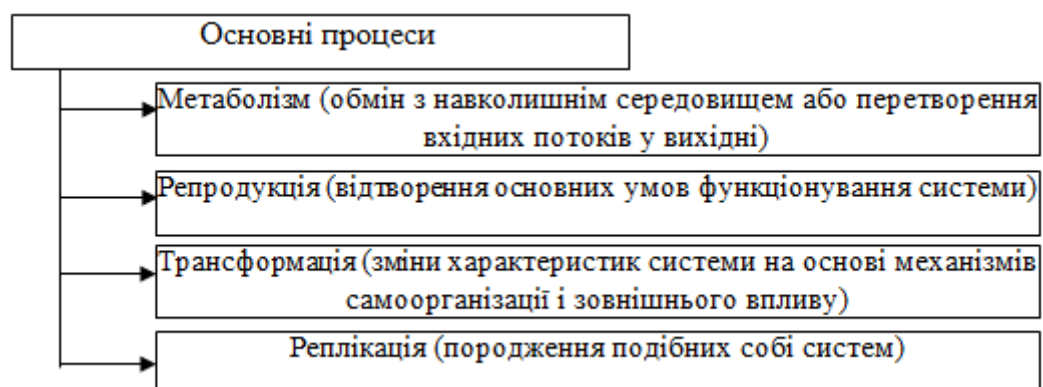 Основні процеси
Метаболізм (обмін з навколишнім середовищем або перетворення
вхідних потоків у вихідні)
Репродукція (відтворення основних умов функціонування системи)
Трансформація (зміни характеристик системи на основі механізмів
самоорганізації і зовнішнього впливу)
Реплікація (породження подібних собі систем)